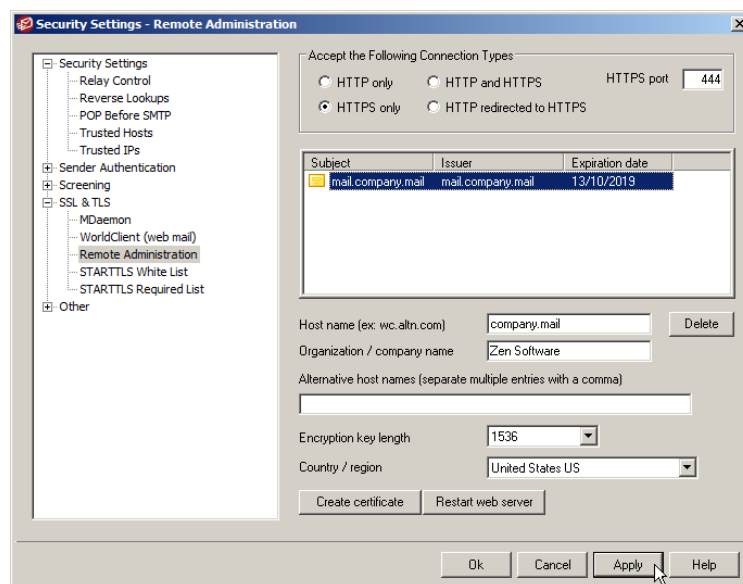 Security Settings - Remote Administration
Security Settings
Relay Control
Reverse Lookups
POP Before SMTP
Trusted Hosts
Trusted IPs
Sender Authentication
Screening
SSL & TLS
MDaemon
WorldClient (web mail)
Remote Administration
STARTTLS White List
STARTTLS Required List
Other
Accept the Following Connection Types
HTTP only HTTP and HTTPS HTTPS port 444
HTTPS only HTTP redirected to HTTPS
Subject Issuer Expiration date
mail.company.mail mail.company.mail 13/10/2019
Host name (ex: wc.altn.com) company.mail Delete
Organization / company name Zen Software
Alternative host names (separate multiple entries with a comma)
Encryption key length 1536
Country / region United States US
Create certificate Restart web server
Ok Cancel Apply Help